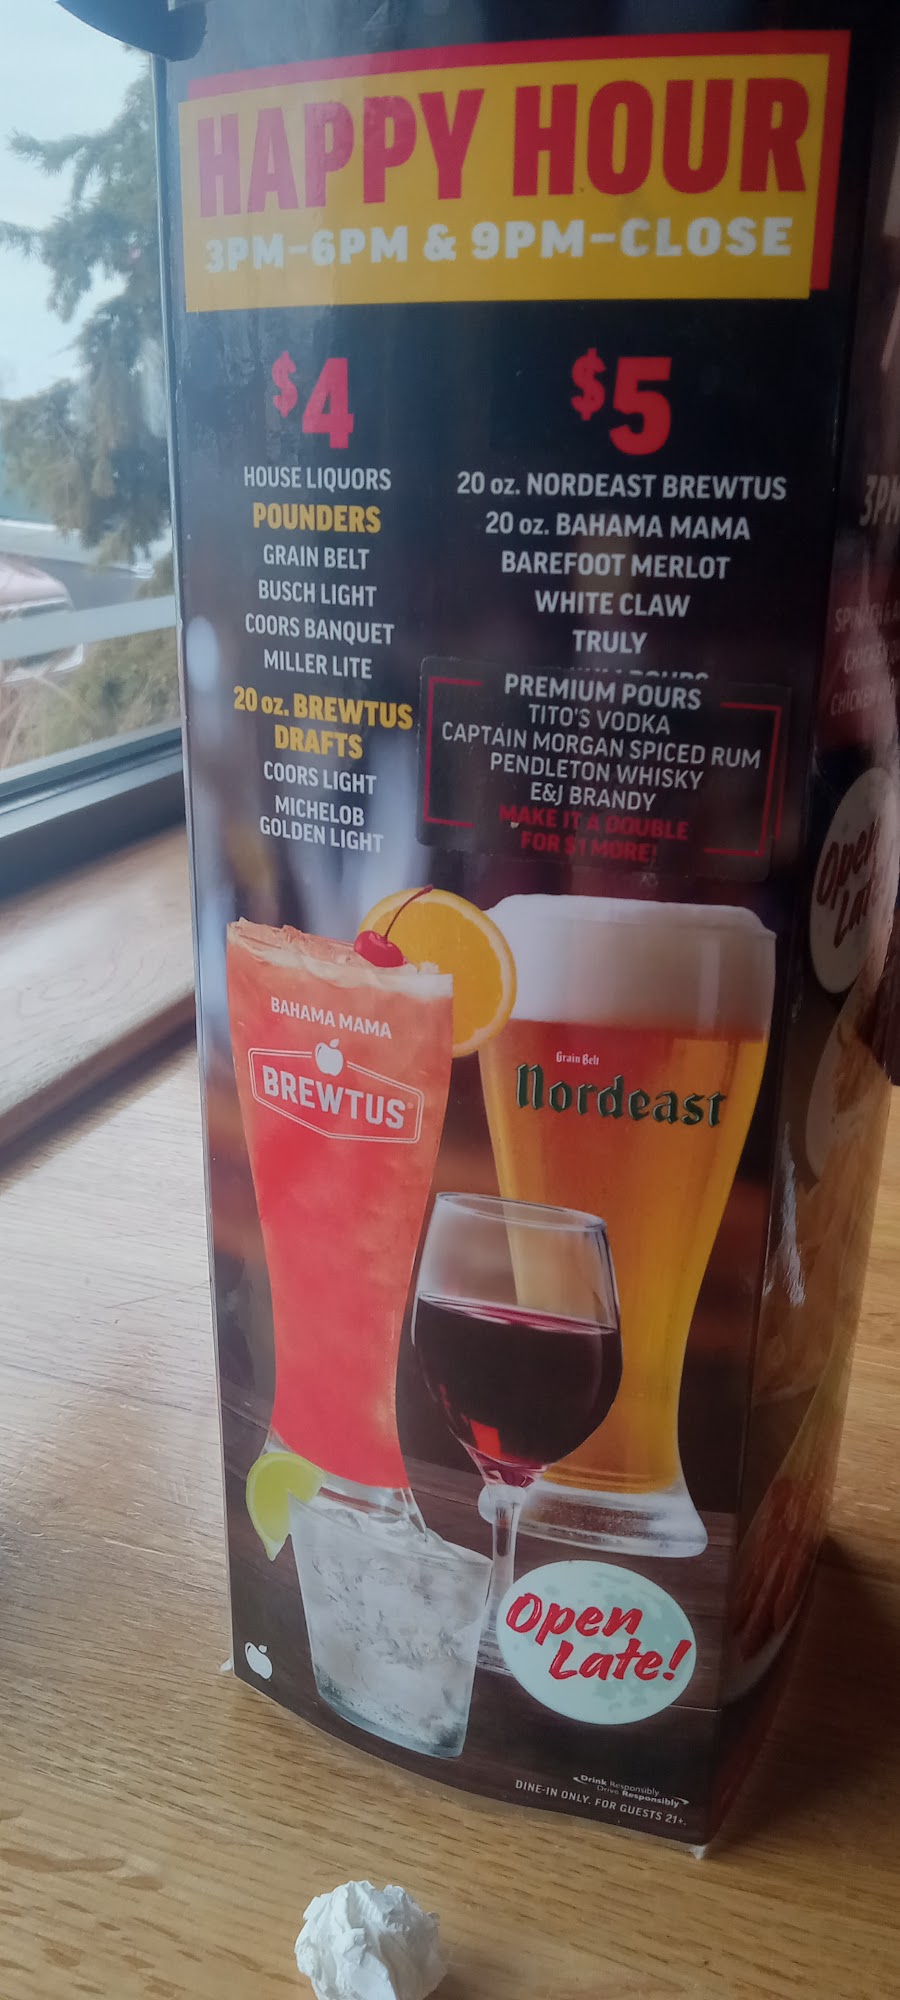 HAPPY HOUR
3PM-6PM & 9PM-CLOSE
$4
HOUSE LIQUORS
POUNDERS
GRAIN BELT
BUSCH LIGHT
COORS BANQUET
MILLER LITE
20 oz. BREWTUS
DRAFTS
COORS LIGHT
MICHELOB
GOLDEN LIGHT
$5
20 oz. NORDEAST BREWTUS
20 oz. BAHAMA MAMA
BAREFOOT MERLOT
WHITE CLAW
TRULY
PREMIUM POURS
TITO'S VODKA
CAPTAIN MORGAN SPICED RUM
PENDLETON WHISKY
E&J BRANDY
MAKE IT A DOUBLE
FOR $1 MORE!
BAHAMA MAMA
BREWTUS
Grain Belt
Nordeast
Open
Late!
Drink Responsibly
Drive Responsibly
DINE-IN ONLY. FOR GUESTS 21+.
3PM
CHICKEN
Open